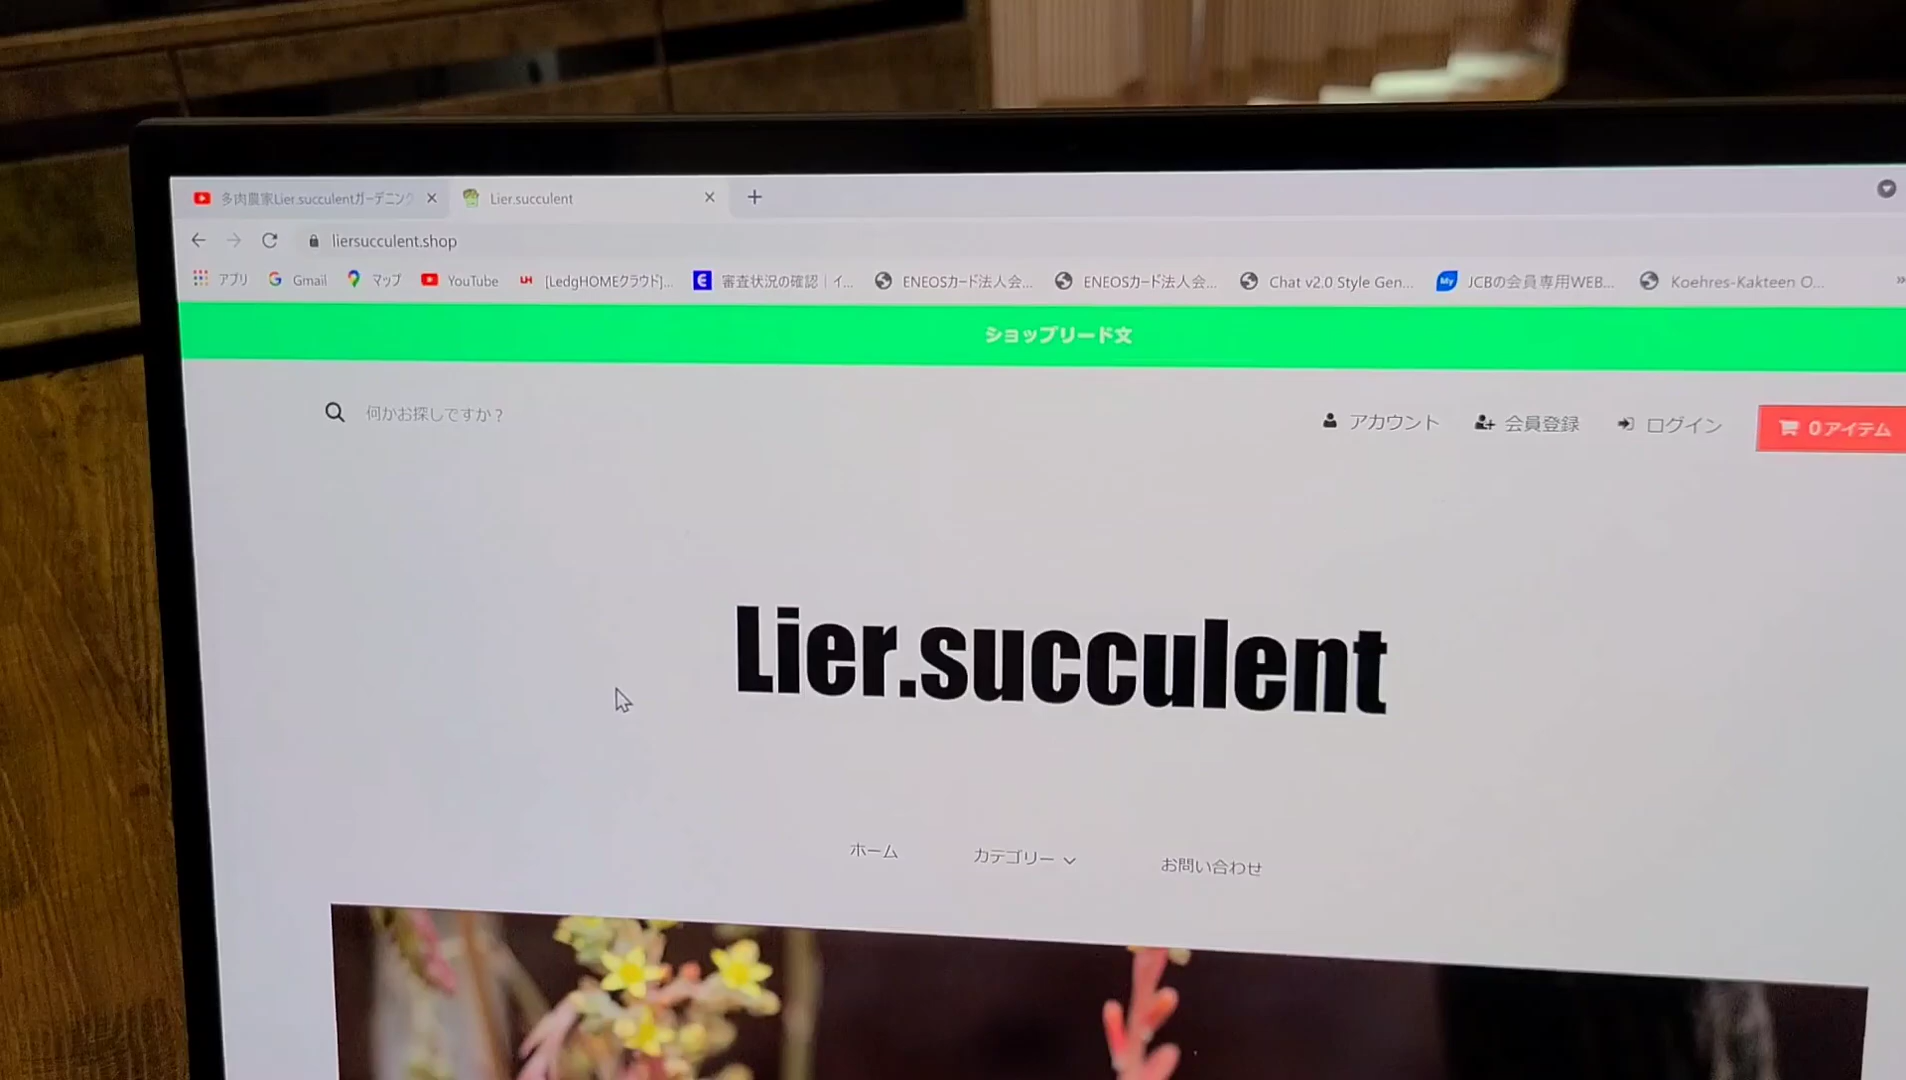 多肉農家Lier.succulentガーデニング
Lier.succulent
liersucculent.shop
アプリ Gmail マップ YouTube [LedgHOMEクラウド]... 審査状況の確認 | イ... ENEOSカード法人会... ENEOSカード法人会... Chat v2.0 Style Gen... JCBの会員専用WEB... Koehres-Kakteen O...
ショップリード文
何かお探しですか？
アカウント 会員登録 ログイン 0アイテム
Lier.succulent
ホーム カテゴリー お問い合わせ